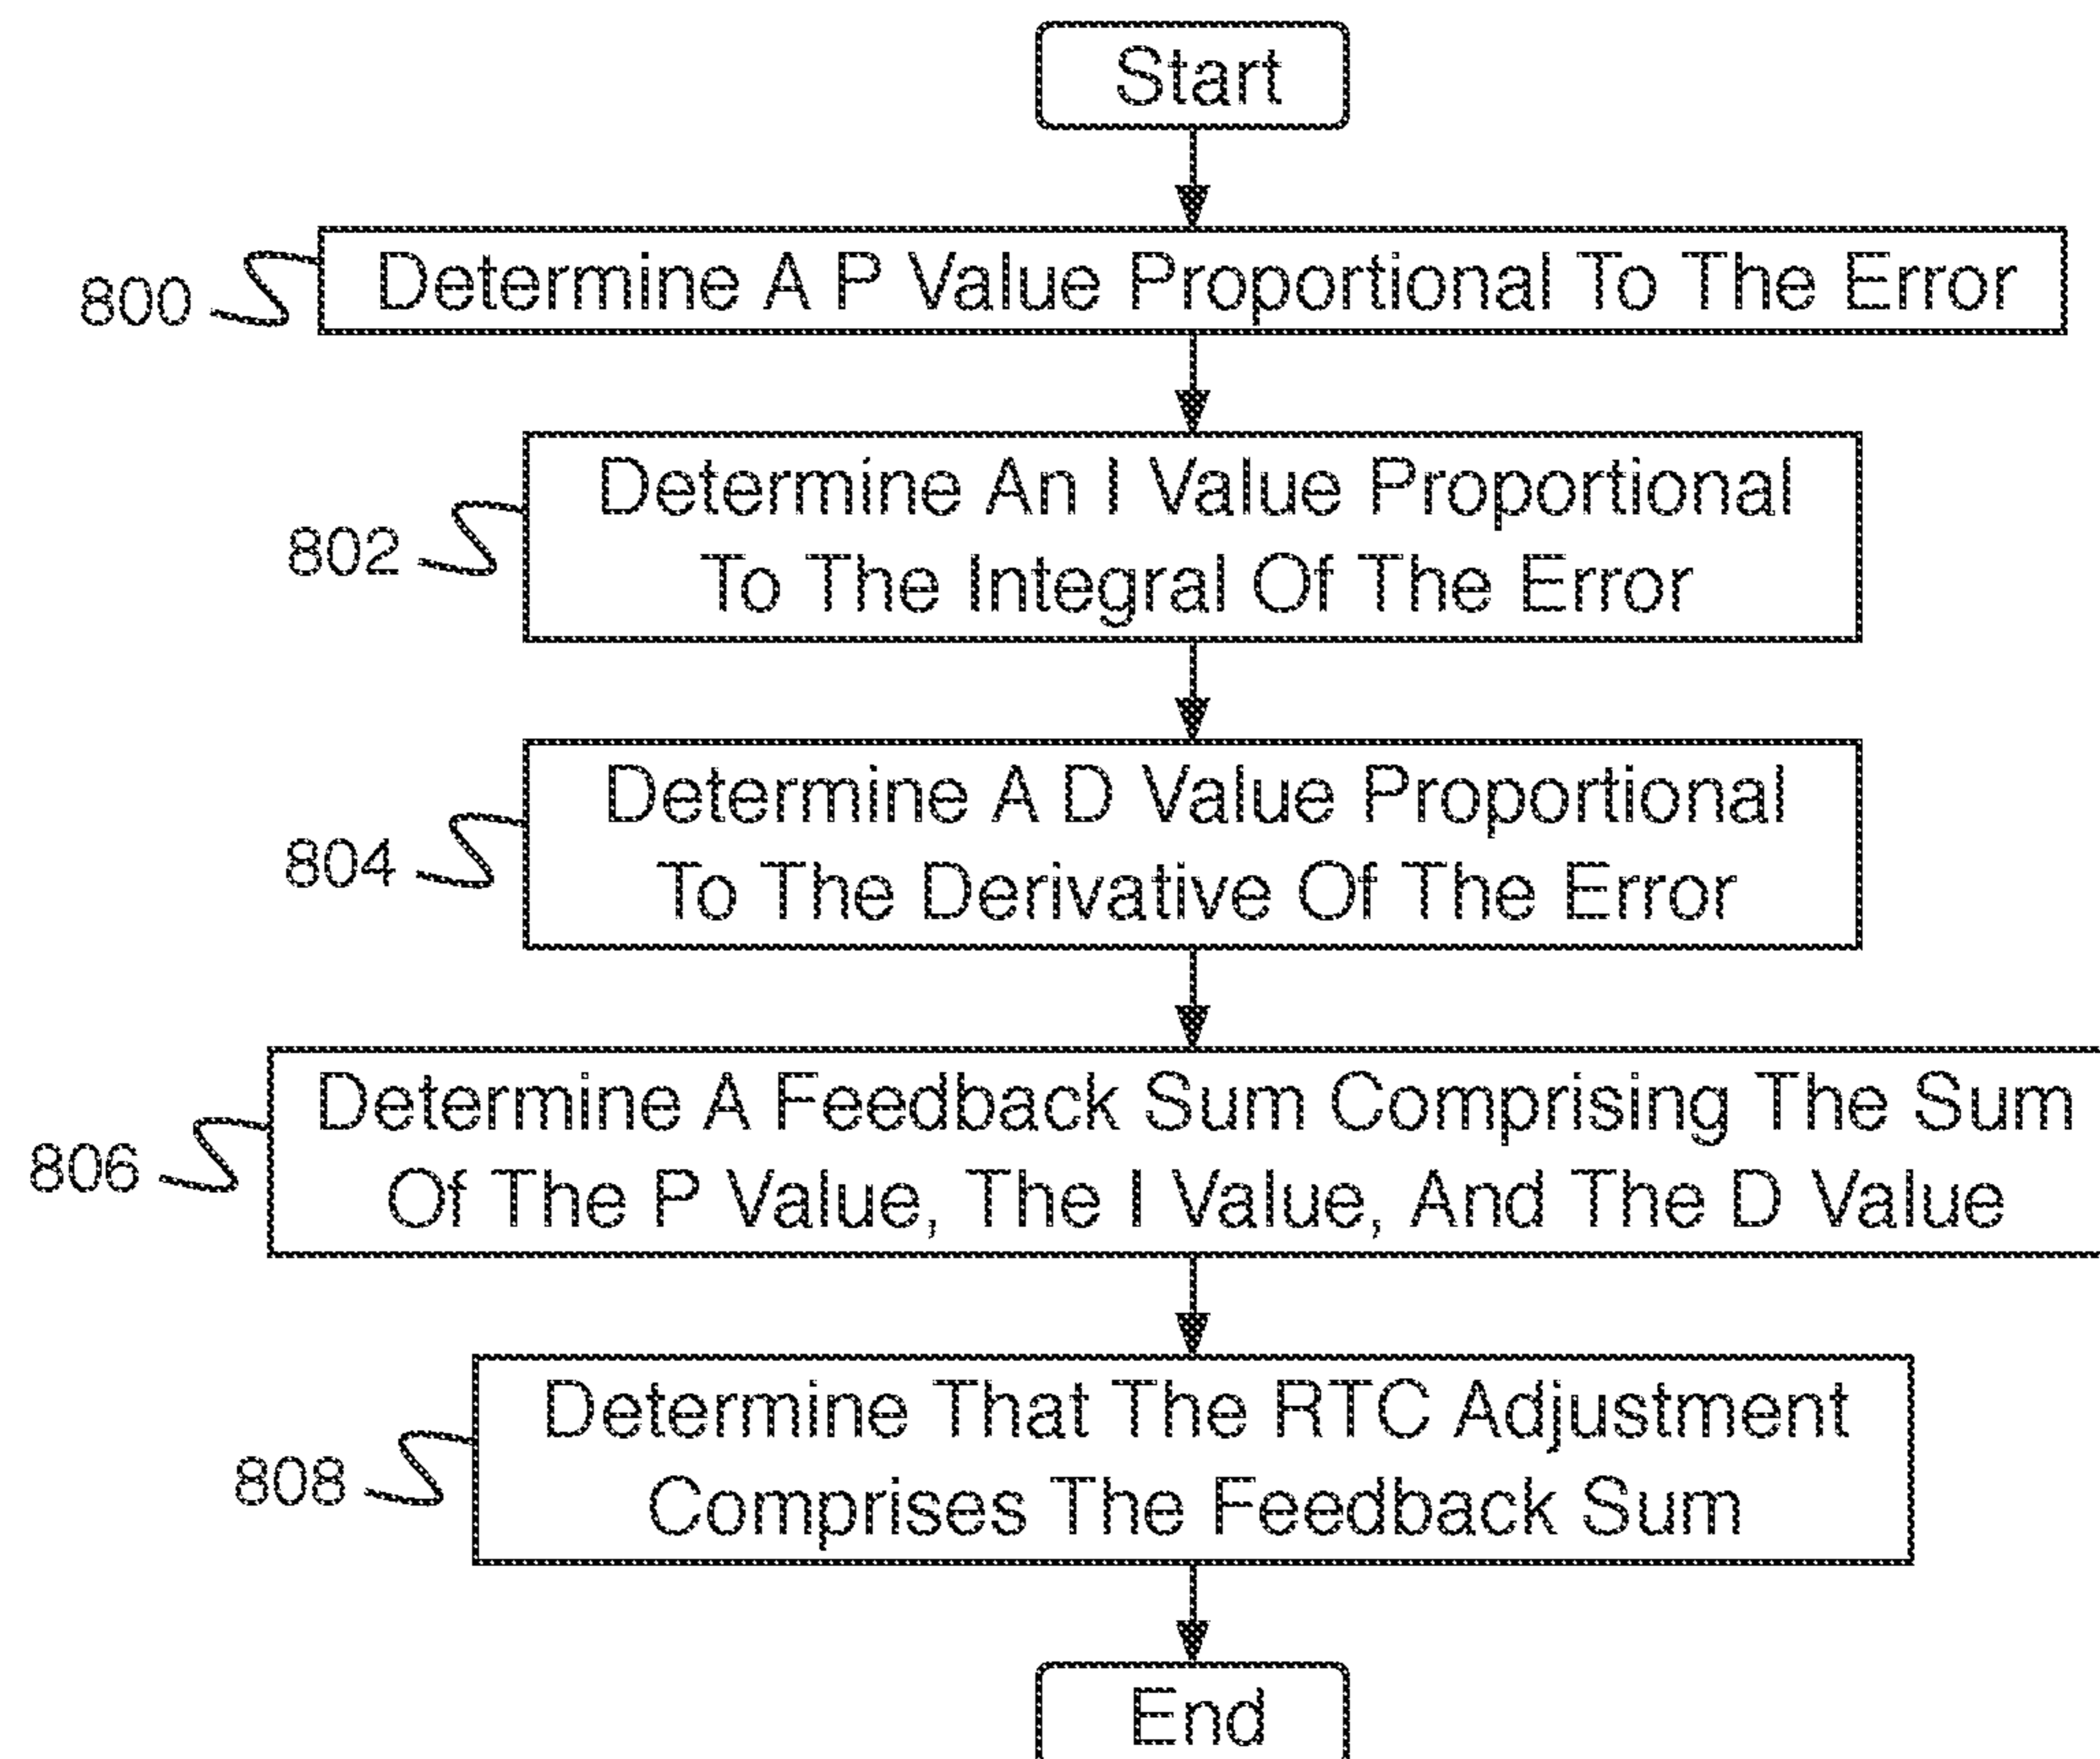 Start
800
Determine A P Value Proportional To The Error
802
Determine An I Value Proportional
To The Integral Of The Error
804
Determine A D Value Proportional
To The Derivative Of The Error
806
Determine A Feedback Sum Comprising The Sum
Of The P Value, The I Value, And The D Value
808
Determine That The RTC Adjustment
Comprises The Feedback Sum
End